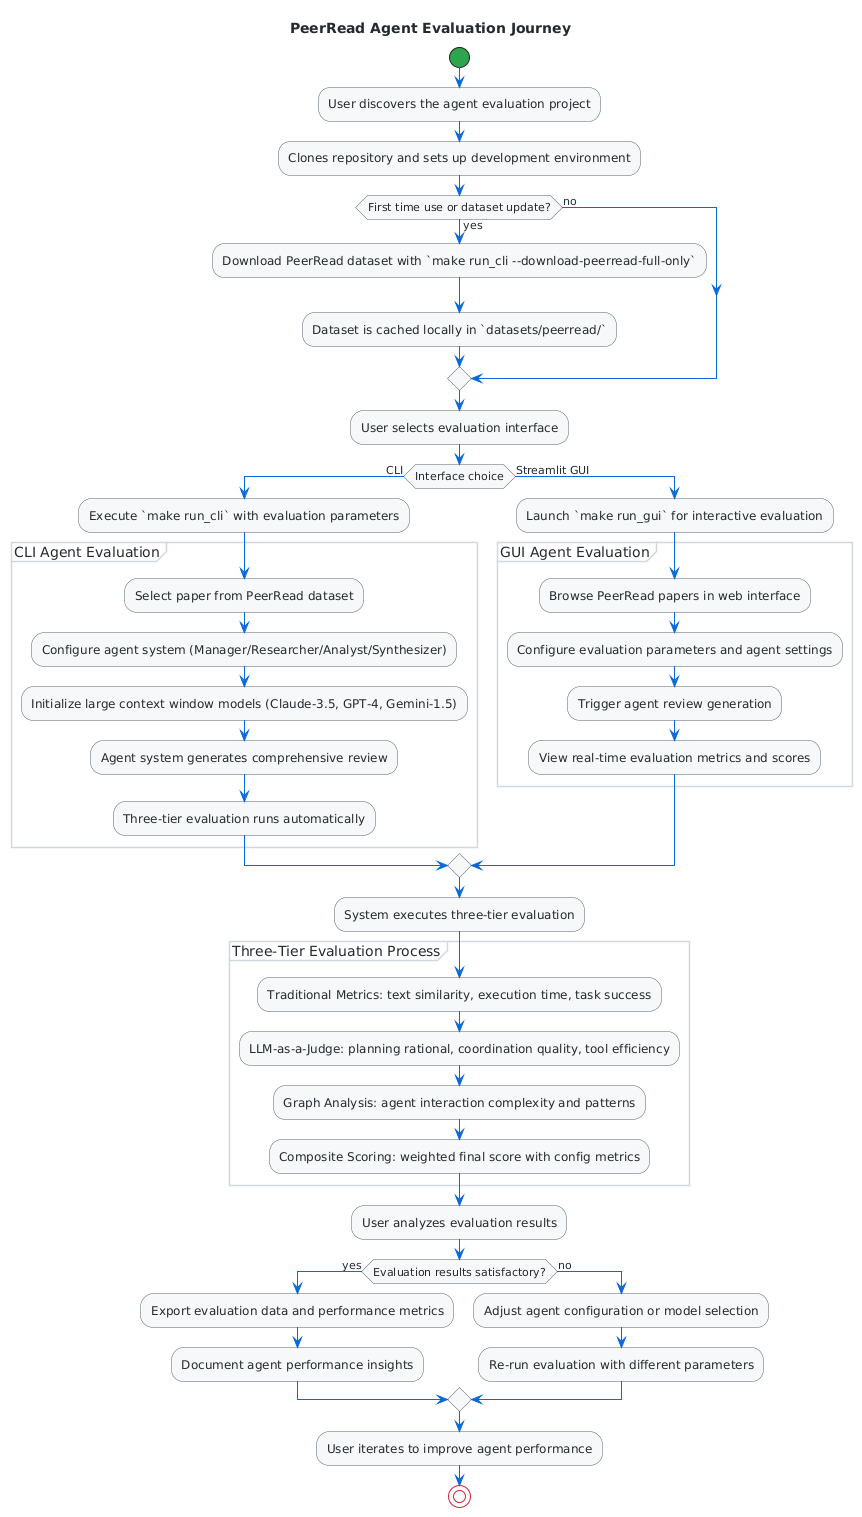 PeerRead Agent Evaluation Journey
User discovers the agent evaluation project
Clones repository and sets up development environment
First time use or dataset update?
no
yes
Download PeerRead dataset with `make run_cli --download-peerread-full-only`
Dataset is cached locally in `datasets/peerread/`
User selects evaluation interface
CLI
Interface choice
Streamlit GUI
Execute `make run_cli` with evaluation parameters
CLI Agent Evaluation
Select paper from PeerRead dataset
Configure agent system (Manager/Researcher/Analyst/Synthesizer)
Initialize large context window models (Claude-3.5, GPT-4, Gemini-1.5)
Agent system generates comprehensive review
Three-tier evaluation runs automatically
Launch `make run_gui` for interactive evaluation
GUI Agent Evaluation
Browse PeerRead papers in web interface
Configure evaluation parameters and agent settings
Trigger agent review generation
View real-time evaluation metrics and scores
System executes three-tier evaluation
Three-Tier Evaluation Process
Traditional Metrics: text similarity, execution time, task success
LLM-as-a-Judge: planning rational, coordination quality, tool efficiency
Graph Analysis: agent interaction complexity and patterns
Composite Scoring: weighted final score with config metrics
User analyzes evaluation results
yes
Evaluation results satisfactory?
no
Export evaluation data and performance metrics
Document agent performance insights
Adjust agent configuration or model selection
Re-run evaluation with different parameters
User iterates to improve agent performance